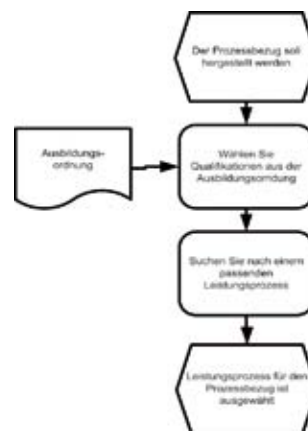 Der Prozessbezug soll
hergestellt werden
Ausbildungs-
ordnung
Wählen Sie
Qualifikationen aus der
Ausbildungsorndung
Suchen Sie nach einem
passenden
Leistungsprozess
Leistungsprozess für den
Prozessbezug ist
ausgewählt